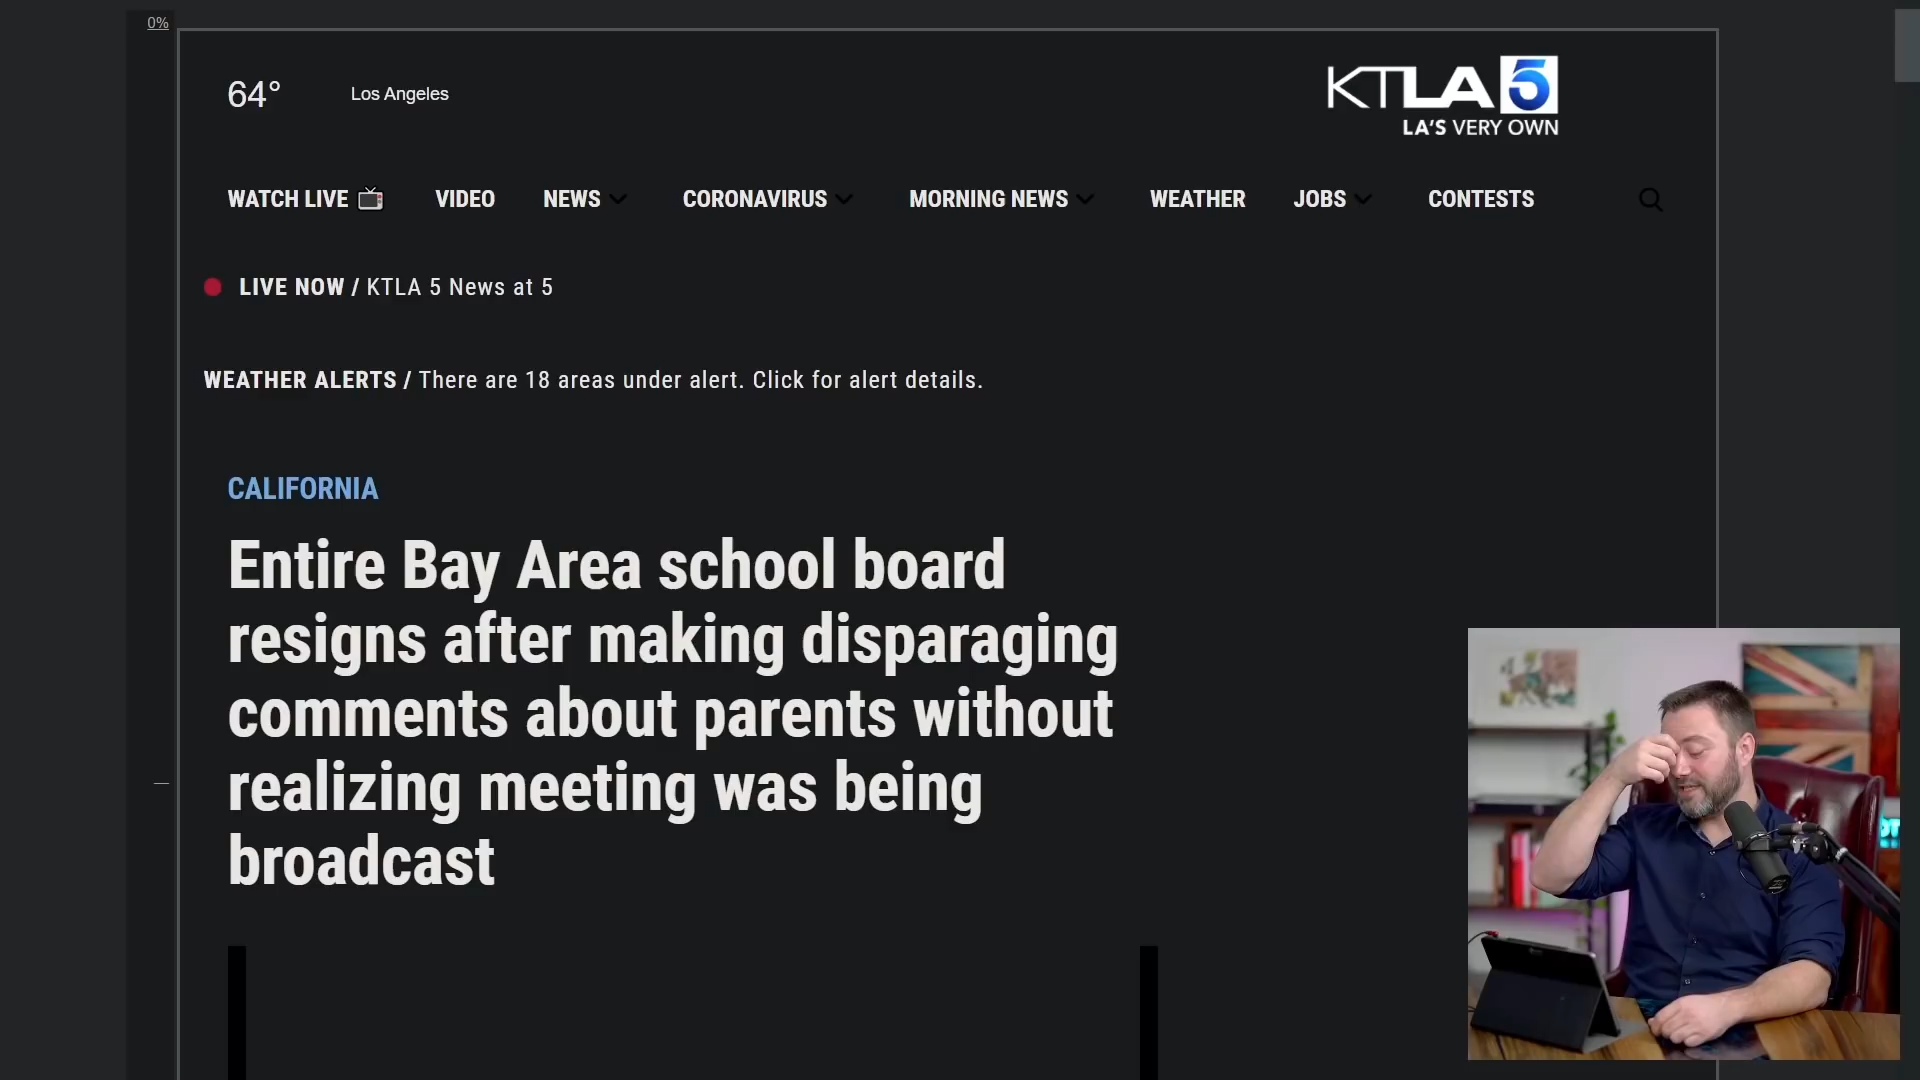 0%
64°
Los Angeles
KTLA 5
LA'S VERY OWN
WATCH LIVE 📺 VIDEO NEWS CORONAVIRUS MORNING NEWS WEATHER JOBS CONTESTS
LIVE NOW / KTLA 5 News at 5
WEATHER ALERTS / There are 18 areas under alert. Click for alert details.
CALIFORNIA
Entire Bay Area school board
resigns after making disparaging
comments about parents without
realizing meeting was being
broadcast